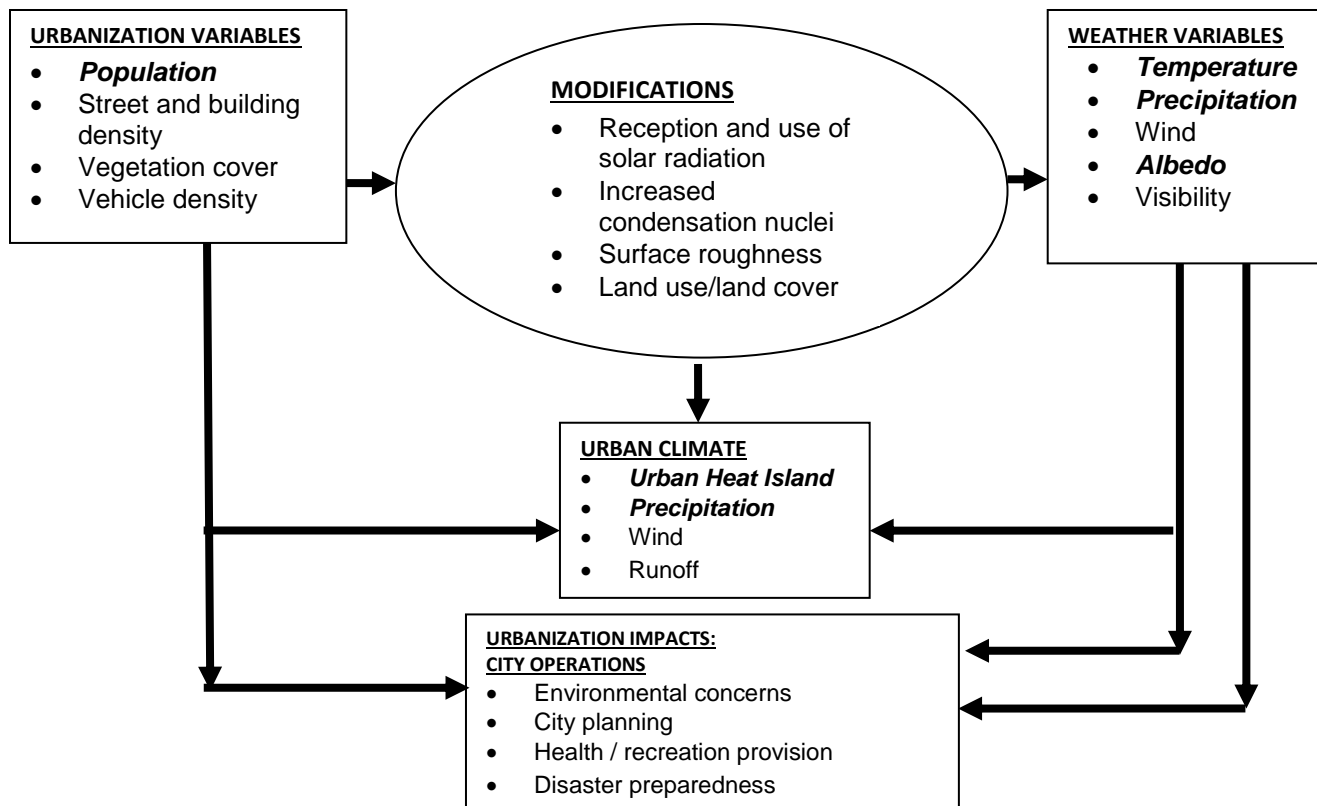 URBANIZATION VARIABLES
• Population
• Street and building
density
• Vegetation cover
• Vehicle density
MODIFICATIONS
• Reception and use of
solar radiation
• Increased
condensation nuclei
• Surface roughness
• Land use/land cover
WEATHER VARIABLES
• Temperature
• Precipitation
• Wind
• Albedo
• Visibility
URBAN CLIMATE
• Urban Heat Island
• Precipitation
• Wind
• Runoff
URBANIZATION IMPACTS:
CITY OPERATIONS
• Environmental concerns
• City planning
• Health / recreation provision
• Disaster preparedness